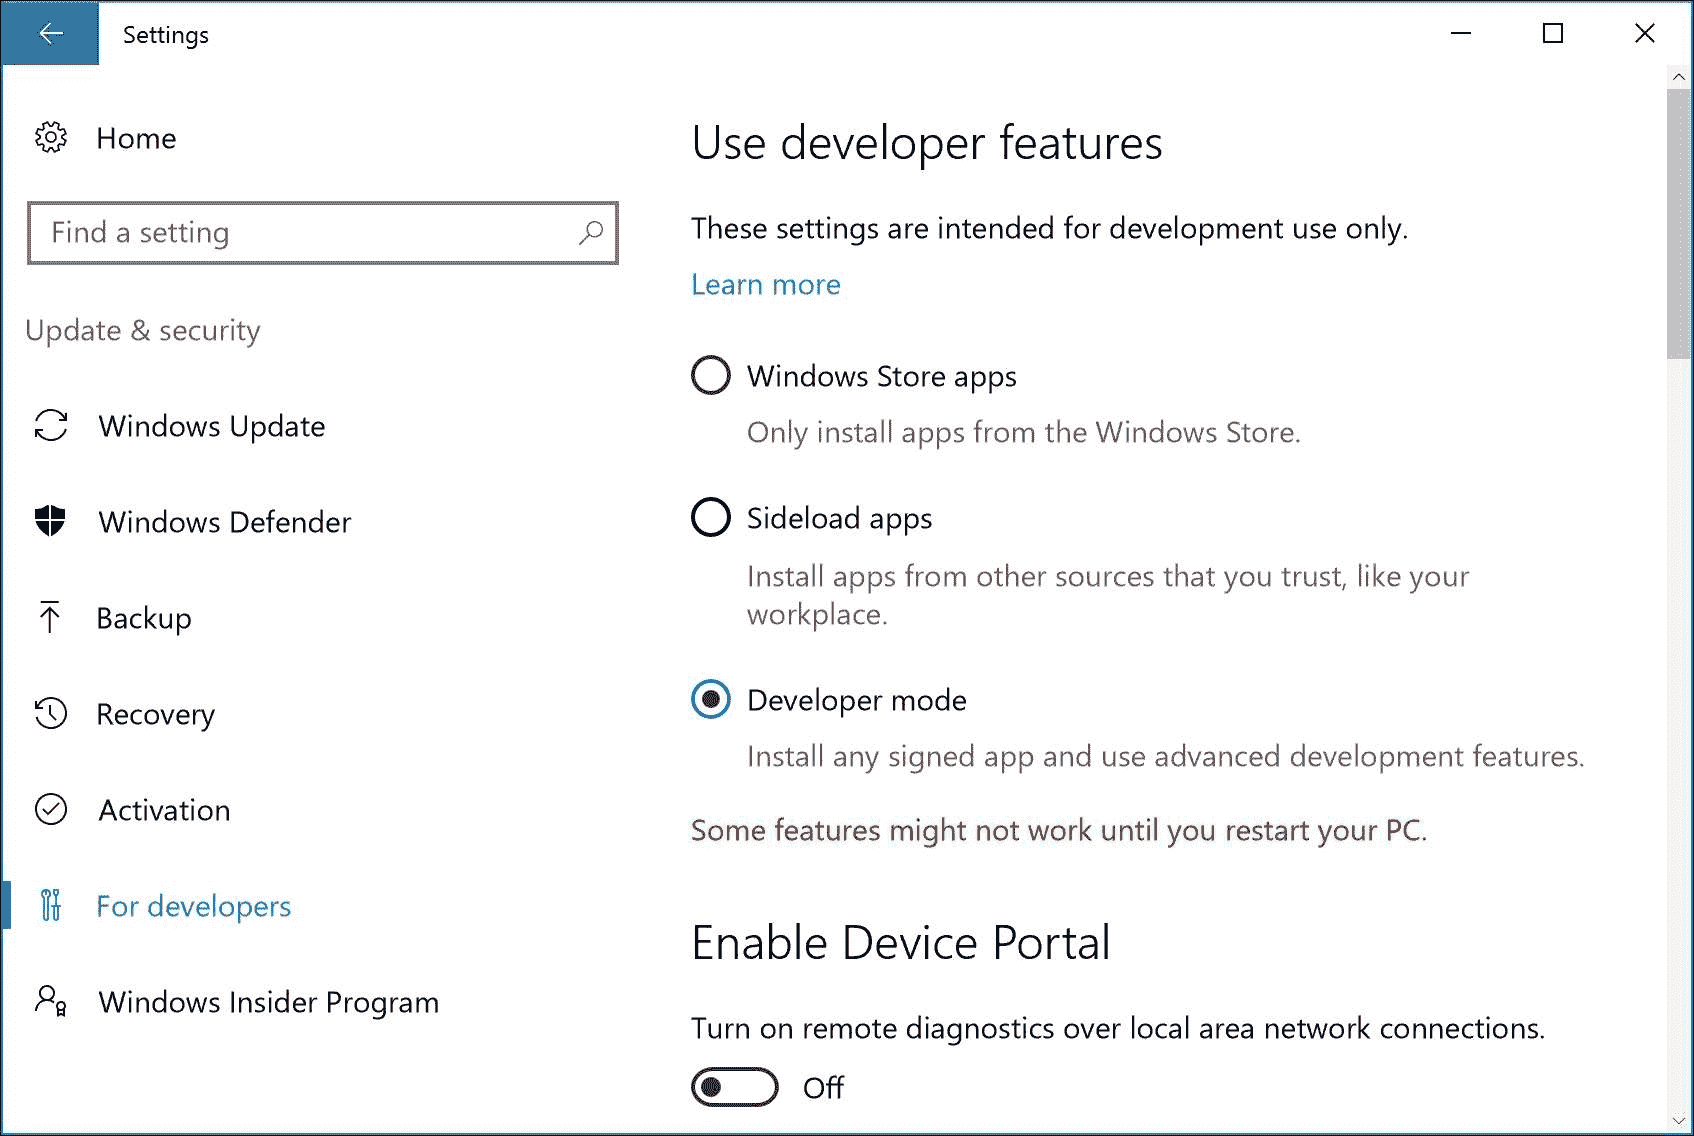 Settings
Home
Find a setting
Update & security
Windows Update
Windows Defender
Backup
Recovery
Activation
For developers
Windows Insider Program
Use developer features
These settings are intended for development use only.
Learn more
Windows Store apps
Only install apps from the Windows Store.
Sideload apps
Install apps from other sources that you trust, like your
workplace.
Developer mode
Install any signed app and use advanced development features.
Some features might not work until you restart your PC.
Enable Device Portal
Turn on remote diagnostics over local area network connections.
Off